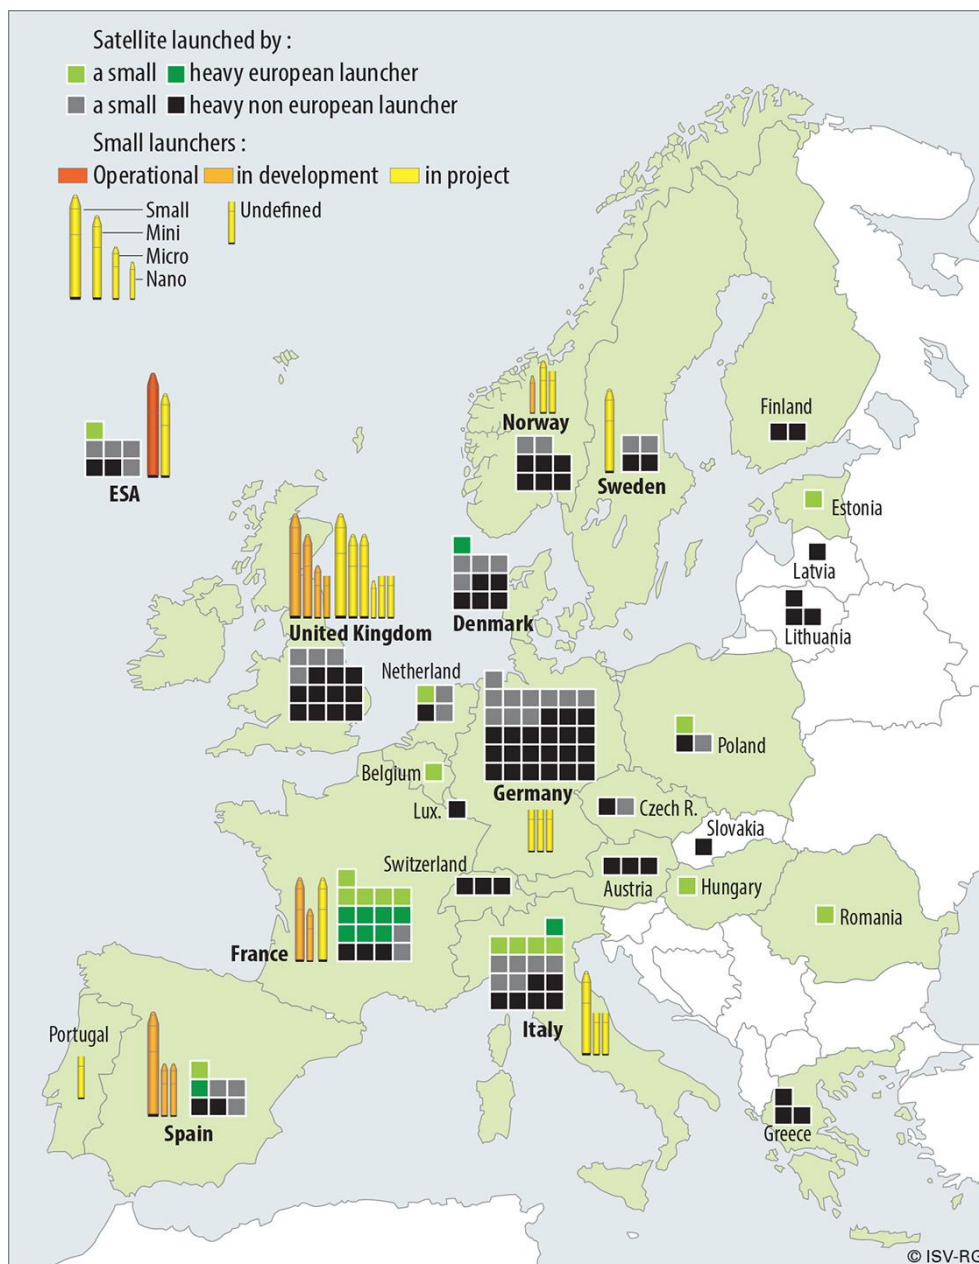 Satellite launched by :
a small heavy european launcher
a small heavy non european launcher
Small launchers :
Operational in development in project
Small Undefined
Mini
Micro
Nano
Norway
Finland
ESA
Sweden
Estonia
Latvia
United Kingdom
Denmark
Lithuania
Netherland
Poland
Belgium
Germany
Lux.
Czech R.
Slovakia
Switzerland
Austria
Hungary
Romania
France
Italy
Portugal
Spain
Greece
© ISV-RG